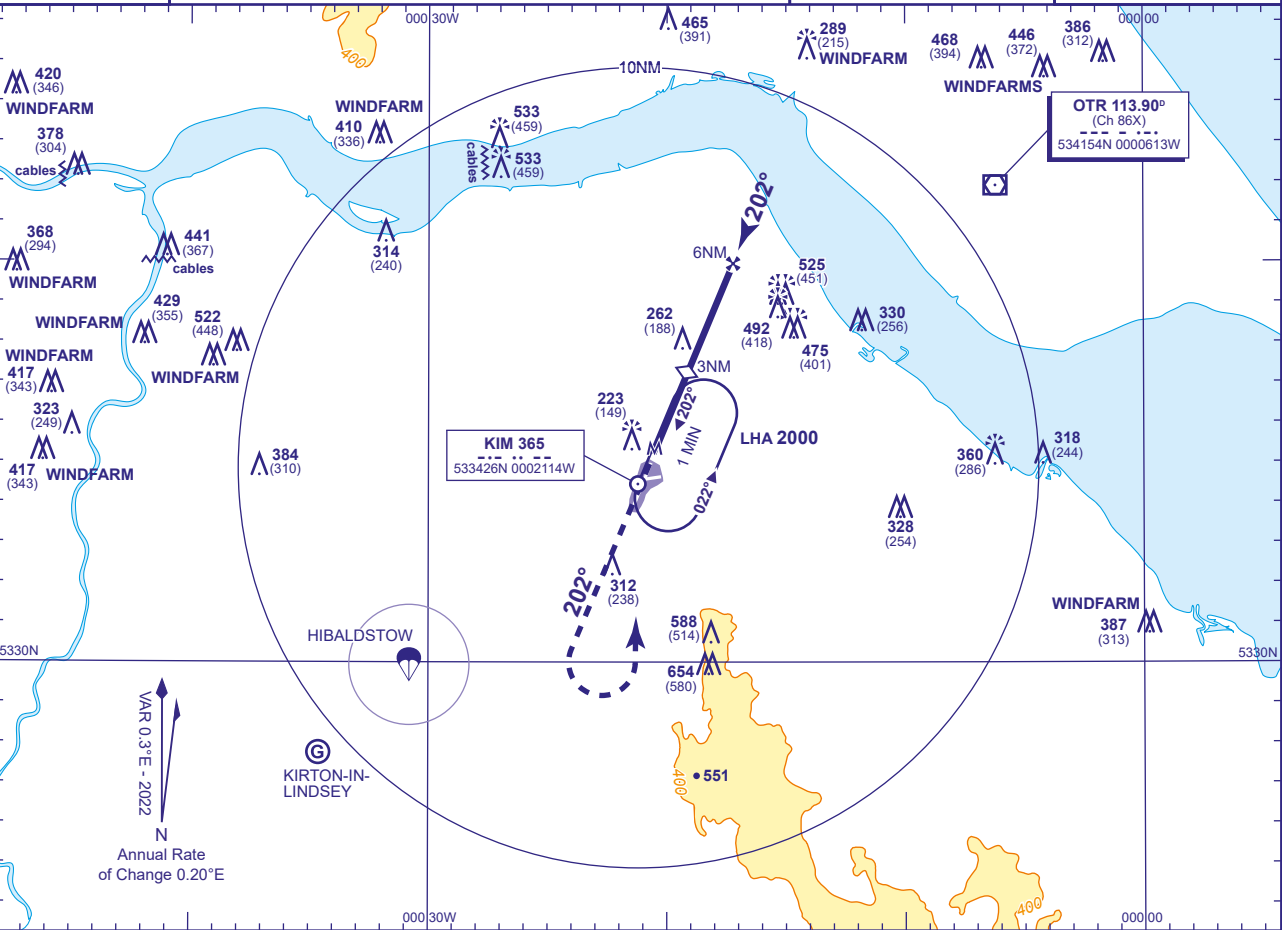 000 30W
465
(391)
289
(215)
WINDFARM
468
(394)
446
(372)
386
(312)
WINDFARMS
000 00
400
10NM
420
(346)
WINDFARM
378
(304)
cables
WINDFARM
410
(336)
533
(459)
cables
533
(459)
OTR 113.90ᴰ
(Ch 86X)
--- - ·-·
534154N 0000613W
202°
368
(294)
WINDFARM
441
(367)
cables
314
(240)
6NM
525
(451)
429
(355)
WINDFARM
522
(448)
WINDFARM
262
(188)
492
(418)
475
(401)
330
(256)
WINDFARM
417
(343)
323
(249)
417
(343)
WINDFARM
3NM
202°
1 MIN
223
(149)
LHA 2000
384
(310)
KIM 365
-·- ·· --
533426N 0002114W
022°
360
(286)
318
(244)
328
(254)
202°
312
(238)
588
(514)
654
(580)
WINDFARM
387
(313)
HIBALDSTOW
5330N
5330N
VAR 0.3°E - 2022
N
Annual Rate
of Change 0.20°E
G
KIRTON-IN-
LINDSEY
400
551
400
000 30W
000 00